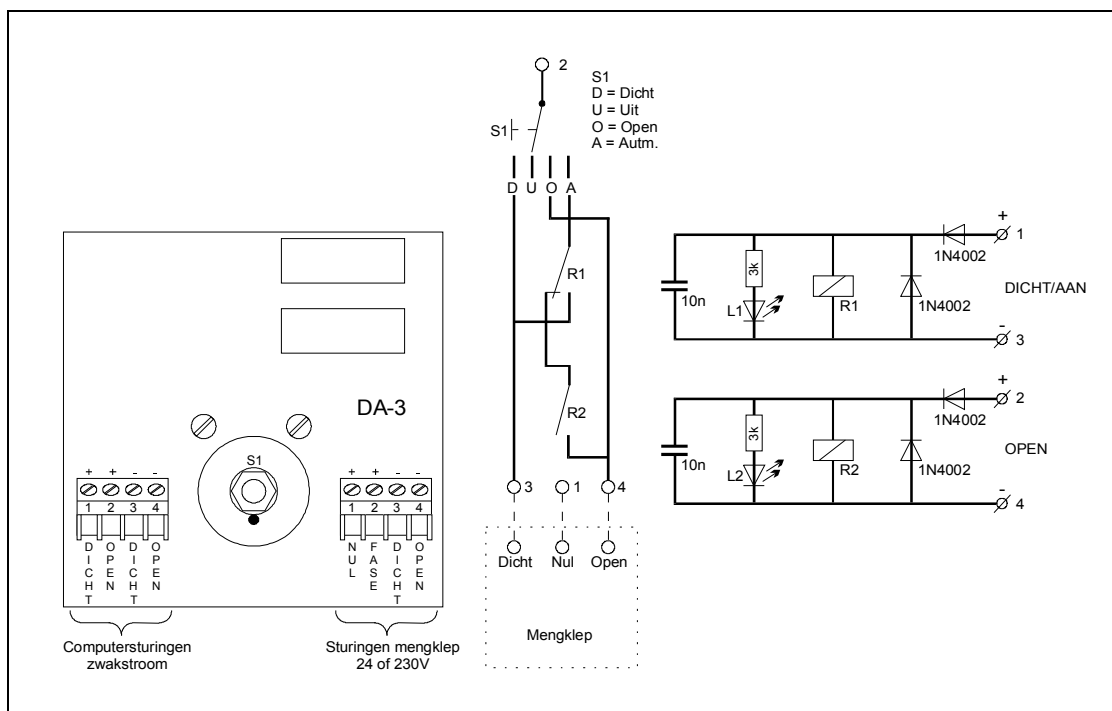 2
S1
D = Dicht
U = Uit
O = Open
A = Autm.
S1
D U O A
R1
R2
3 1 4
Dicht Nul Open
Mengklep
DA-3
S1
+ + - -
1 2 3 4
DICHT
OPEN
DICHT
OPEN
Computersturingen
zwakstroom
+ + - -
1 2 3 4
NUL
FASE
DICHT
OPEN
Sturingen mengklep
24 of 230V
+
1
1N4002
10n
3k
L1
R1
1N4002
DICHT/AAN
-
3
+
2
1N4002
10n
3k
L2
R2
1N4002
OPEN
-
4